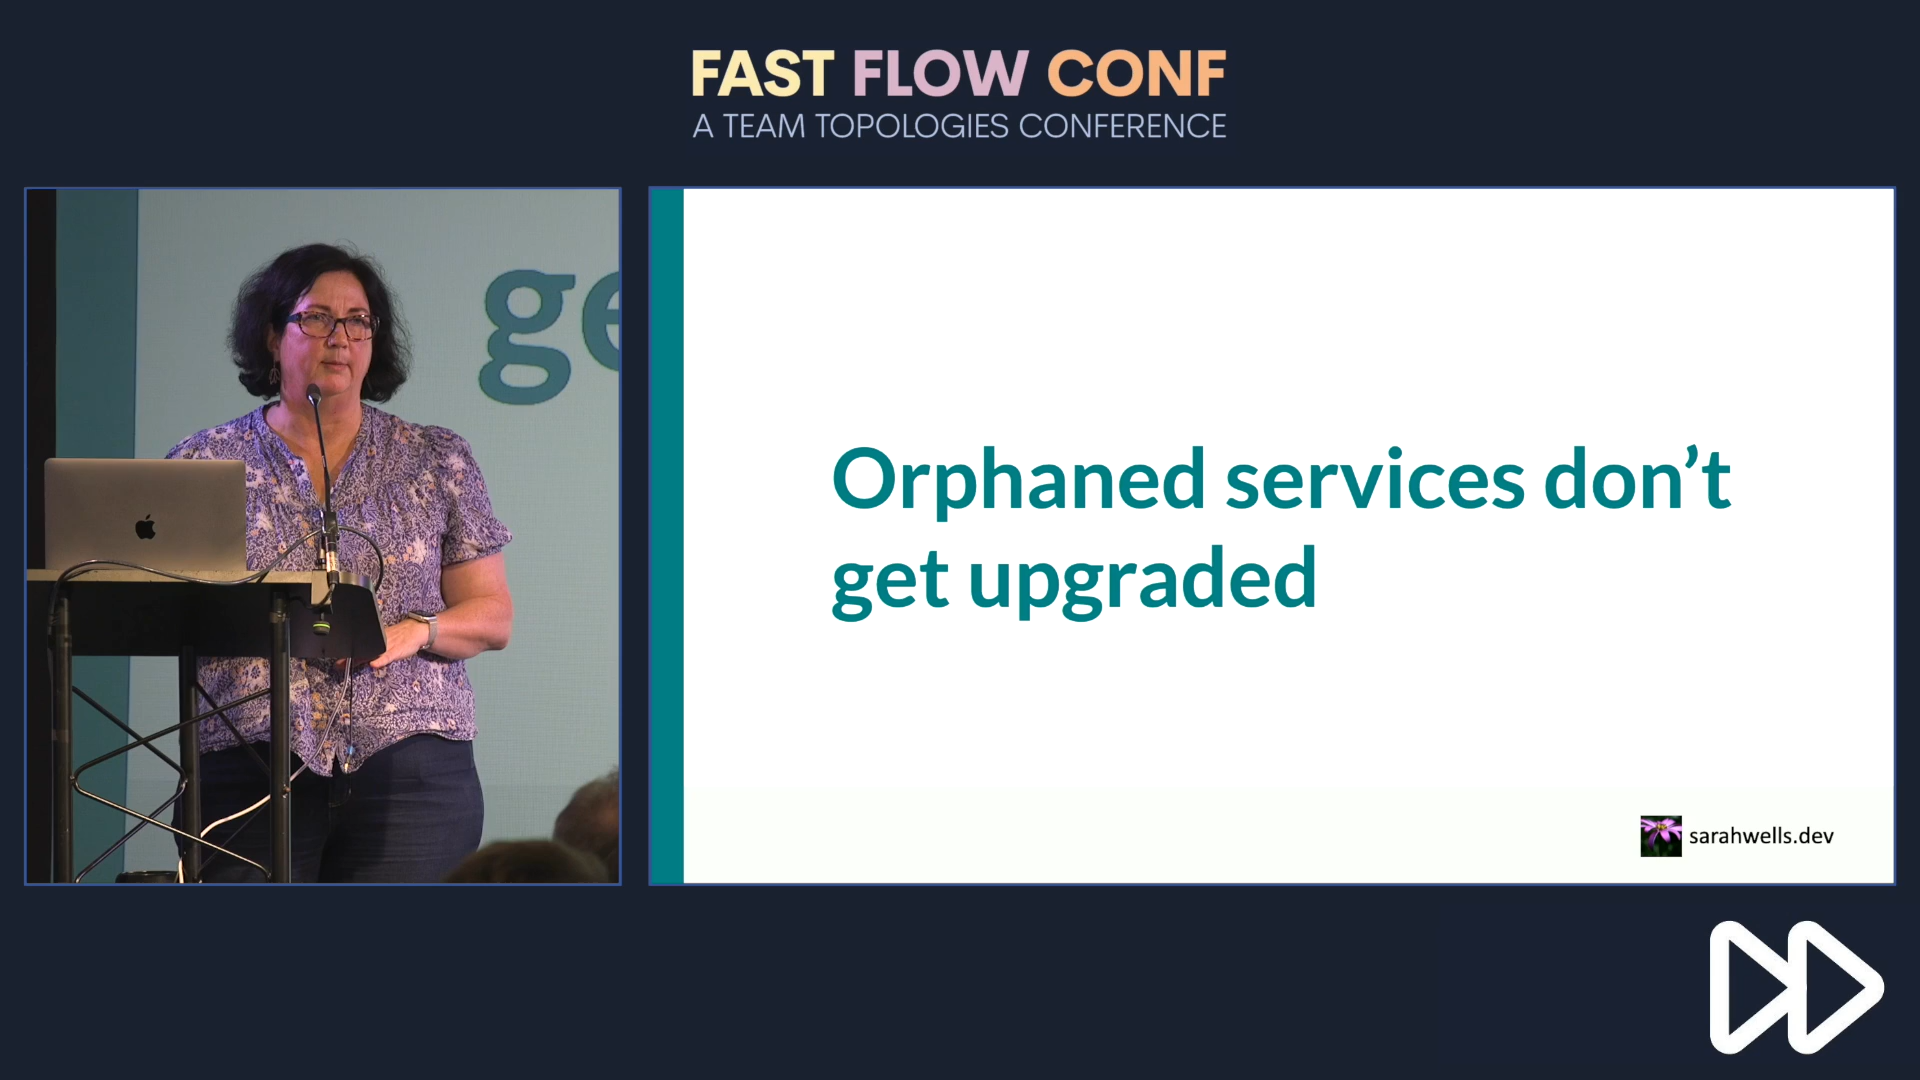 FAST FLOW CONF
A TEAM TOPOLOGIES CONFERENCE
ge
Orphaned services don’t
get upgraded
sarahwells.dev